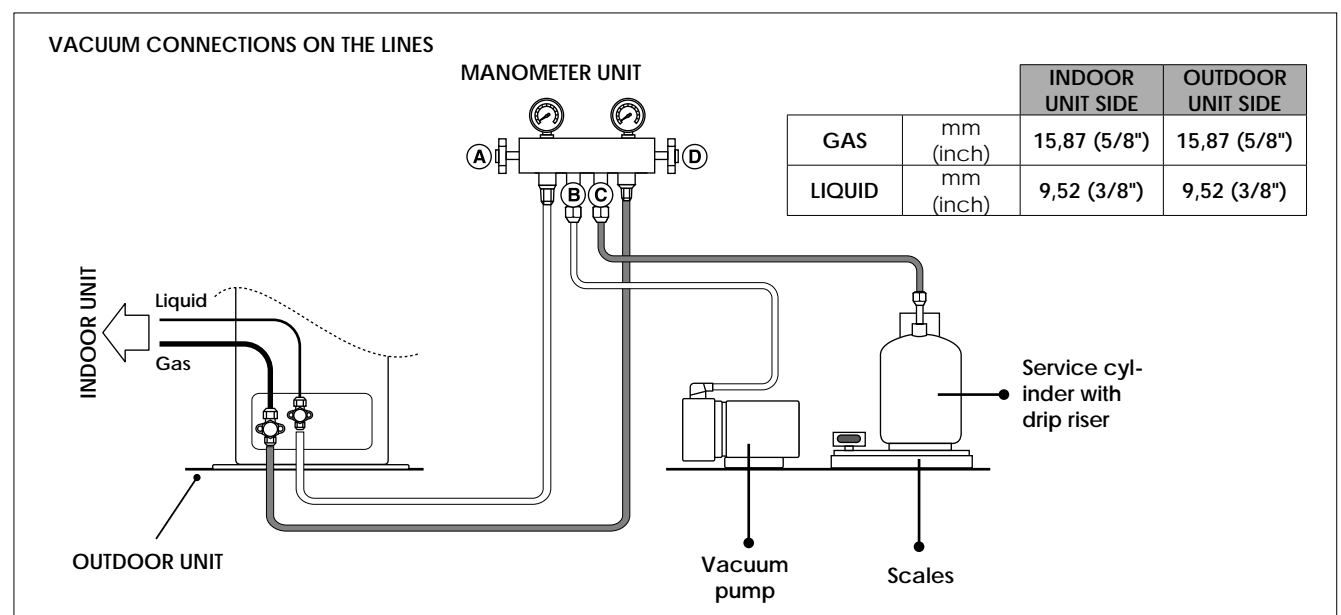 VACUUM CONNECTIONS ON THE LINES
MANOMETER UNIT
A
D
B
C
INDOOR
UNIT SIDE
OUTDOOR
UNIT SIDE
GAS
mm
(inch)
15,87 (5/8")
15,87 (5/8")
LIQUID
mm
(inch)
9,52 (3/8")
9,52 (3/8")
INDOOR UNIT
Liquid
Gas
Service cyl-
inder with
drip riser
OUTDOOR UNIT
Vacuum
pump
Scales